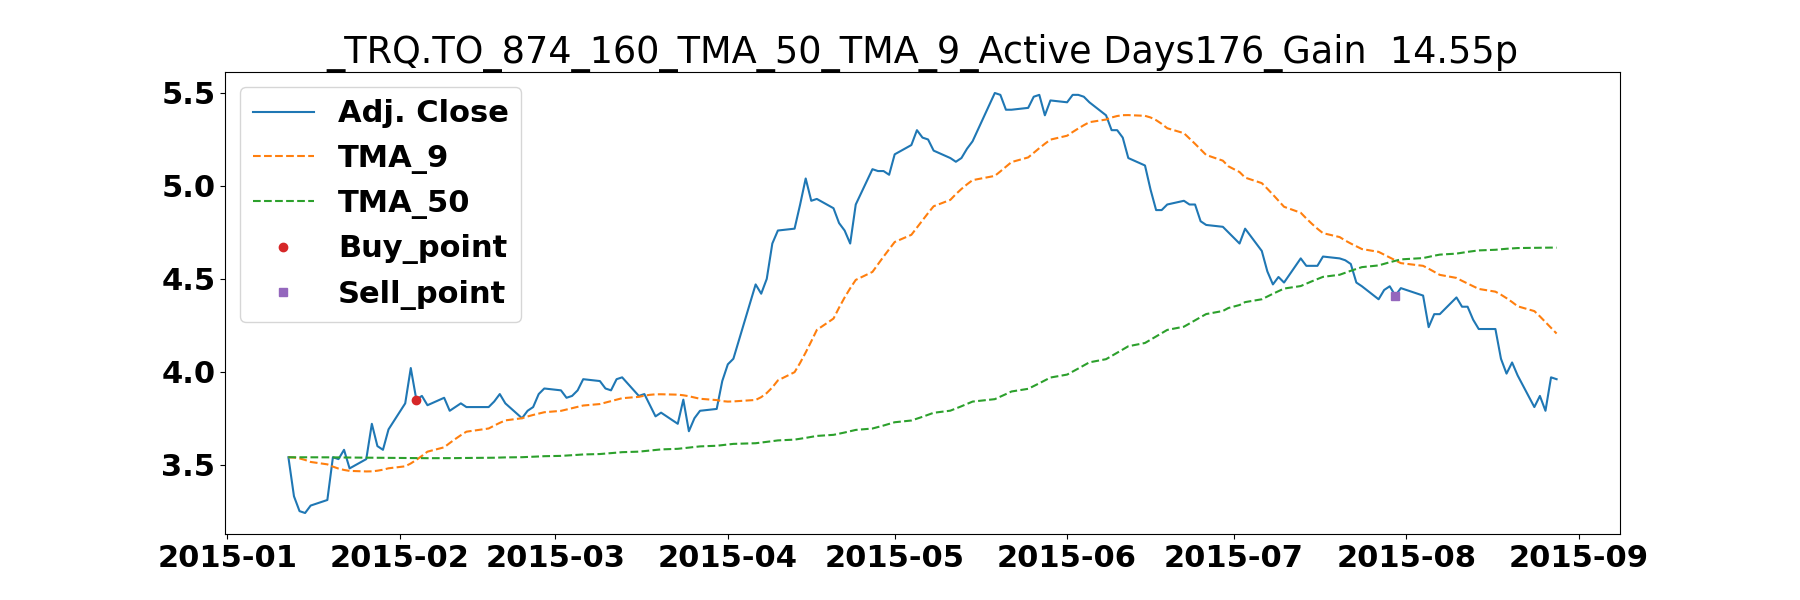 _TRQ.TO_874_160_TMA_50_TMA_9_Active Days176_Gain  14.55p
5.5
5.0
4.5
4.0
3.5
Adj. Close
TMA_9
TMA_50
Buy_point
Sell_point
2015-01 2015-02 2015-03 2015-04 2015-05 2015-06 2015-07 2015-08 2015-09